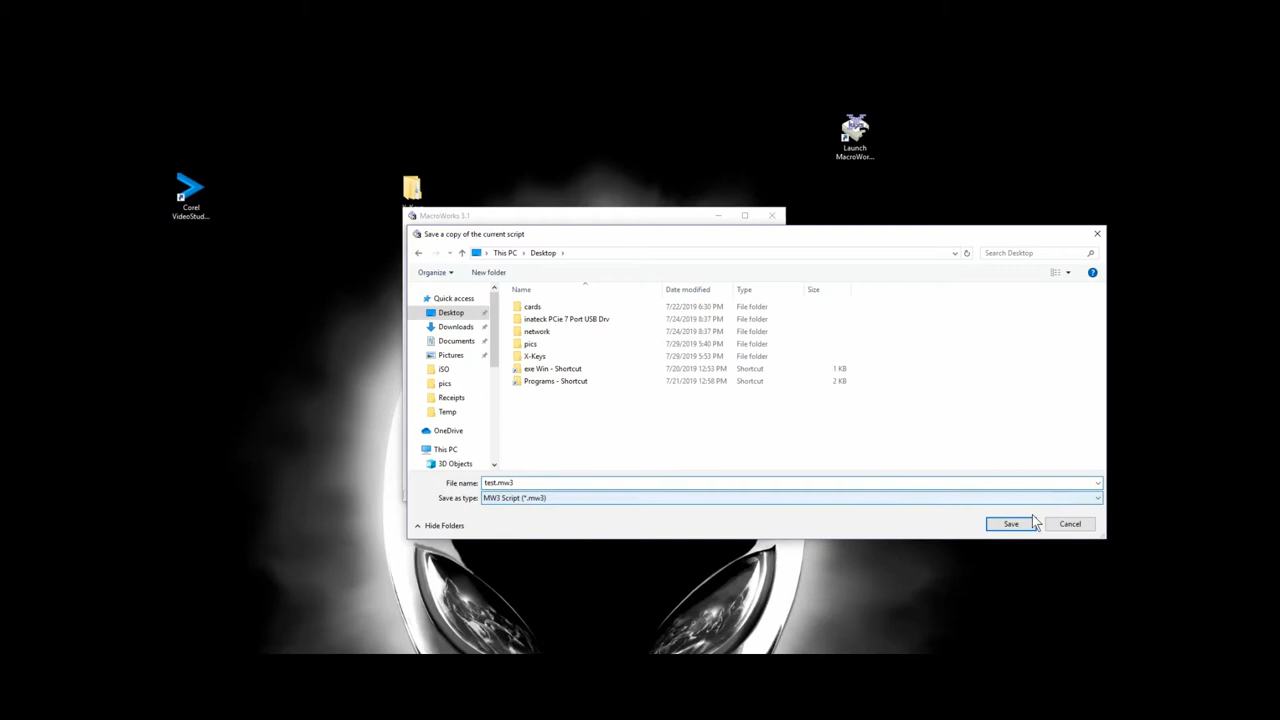 Launch
MacroWor...
Corel
VideoStud...
MacroWorks 3.1
Save a copy of the current script
This PC
Desktop
Search Desktop
Organize
New folder
Name
Date modified
Type
Size
Quick access
Desktop
Downloads
Documents
Pictures
iSO
pics
Receipts
Temp
OneDrive
This PC
3D Objects
cards 7/22/2019 6:30 PM File folder
inateck PCie 7 Port USB Drv 7/24/2019 8:37 PM File folder
network 7/24/2019 8:37 PM File folder
pics 7/29/2019 5:40 PM File folder
X-Keys 7/29/2019 5:53 PM File folder
exe Win - Shortcut 7/20/2019 12:53 PM Shortcut 1 KB
Programs - Shortcut 7/21/2019 12:58 PM Shortcut 2 KB
File name: test.mw3
Save as type: MW3 Script (*.mw3)
Hide Folders
Save
Cancel